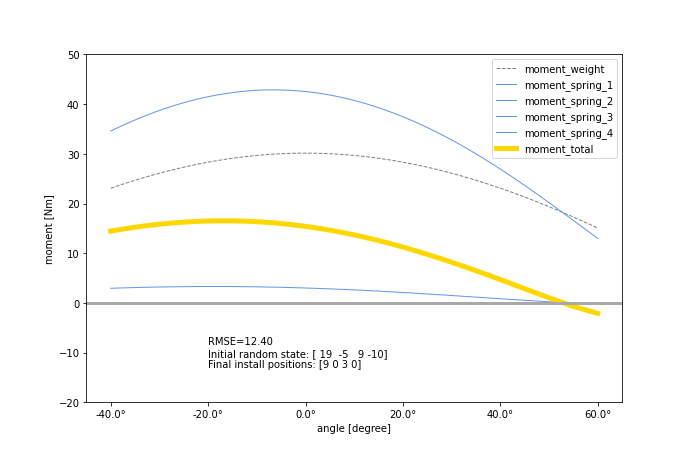 50
40
30
20
10
0
−10
−20
moment [Nm]
moment_weight
moment_spring_1
moment_spring_2
moment_spring_3
moment_spring_4
moment_total
RMSE=12.40
Initial random state: [ 19  -5   9 -10]
Final install positions: [9 0 3 0]
-40.0° -20.0° 0.0° 20.0° 40.0° 60.0°
angle [degree]